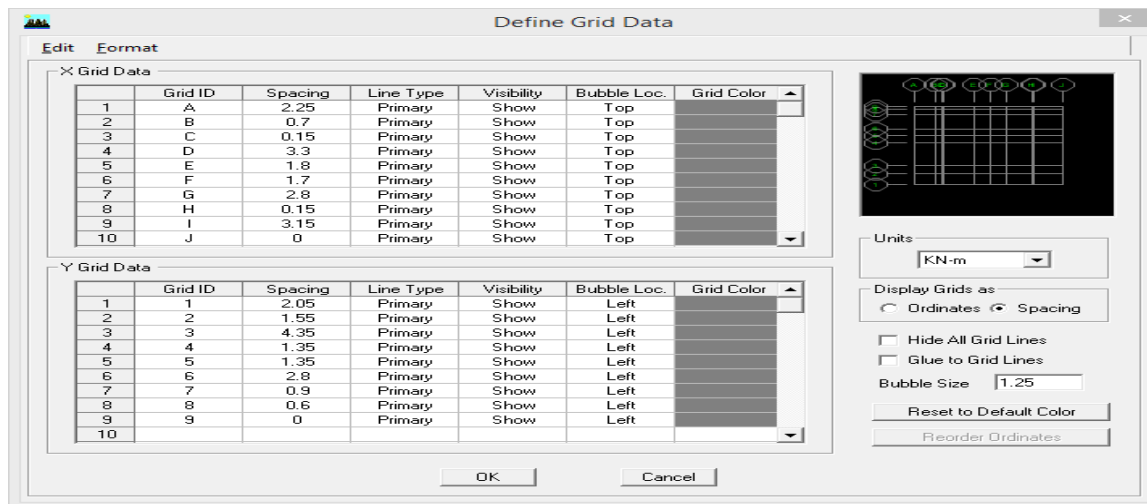 Define Grid Data
Edit Format
X Grid Data
Grid ID Spacing Line Type Visibility Bubble Loc. Grid Color
1 A 2.25 Primary Show Top
2 B 0.7 Primary Show Top
3 C 0.15 Primary Show Top
4 D 3.3 Primary Show Top
5 E 1.8 Primary Show Top
6 F 1.7 Primary Show Top
7 G 2.8 Primary Show Top
8 H 0.15 Primary Show Top
9 I 3.15 Primary Show Top
10 J 0 Primary Show Top
Y Grid Data
Grid ID Spacing Line Type Visibility Bubble Loc. Grid Color
1 1 2.05 Primary Show Left
2 2 1.55 Primary Show Left
3 3 4.35 Primary Show Left
4 4 1.35 Primary Show Left
5 5 1.35 Primary Show Left
6 6 2.8 Primary Show Left
7 7 0.9 Primary Show Left
8 8 0.6 Primary Show Left
9 9 0 Primary Show Left
10
Units
KN-m
Display Grids as
Ordinates Spacing
Hide All Grid Lines
Glue to Grid Lines
Bubble Size 1.25
Reset to Default Color
Reorder Ordinates
OK Cancel